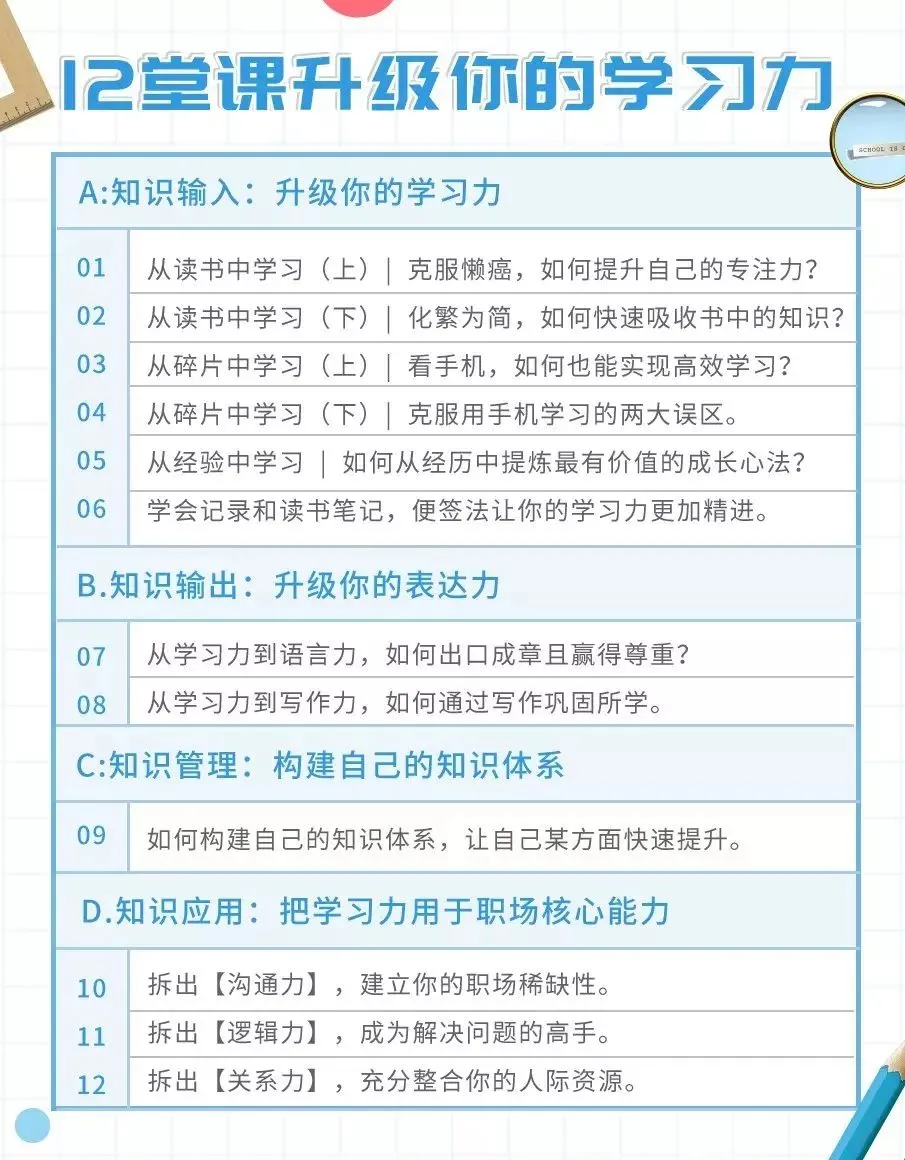 12堂课升级你的学习力
SCHOOL IS
A:知识输入：升级你的学习力
01 从读书中学习（上）| 克服懒癌，如何提升自己的专注力？
02 从读书中学习（下）| 化繁为简，如何快速吸收书中的知识？
03 从碎片中学习（上）| 看手机，如何也能实现高效学习？
04 从碎片中学习（下）| 克服用手机学习的两大误区。
05 从经验中学习 | 如何从经历中提炼最有价值的成长心法？
06 学会记录和读书笔记，便签法让你的学习力更加精进。
B.知识输出：升级你的表达力
07 从学习力到语言力，如何出口成章且赢得尊重？
08 从学习力到写作力，如何通过写作巩固所学。
C:知识管理：构建自己的知识体系
09 如何构建自己的知识体系，让自己某方面快速提升。
D.知识应用：把学习力用于职场核心能力
10 拆出【沟通力】，建立你的职场稀缺性。
11 拆出【逻辑力】，成为解决问题的高手。
12 拆出【关系力】，充分整合你的人际资源。